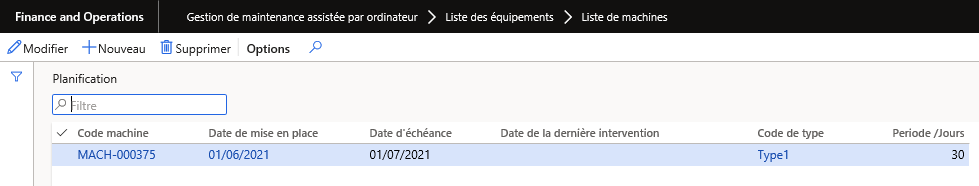 Finance and Operations Gestion de maintenance assistée par ordinateur Liste des équipements Liste de machines
Modifier Nouveau Supprimer Options
Planification
Filtre
Code machine Date de mise en place Date d'échéance Date de la dernière intervention Code de type Periode /Jours
MACH-000375 01/06/2021 01/07/2021 Type1 30